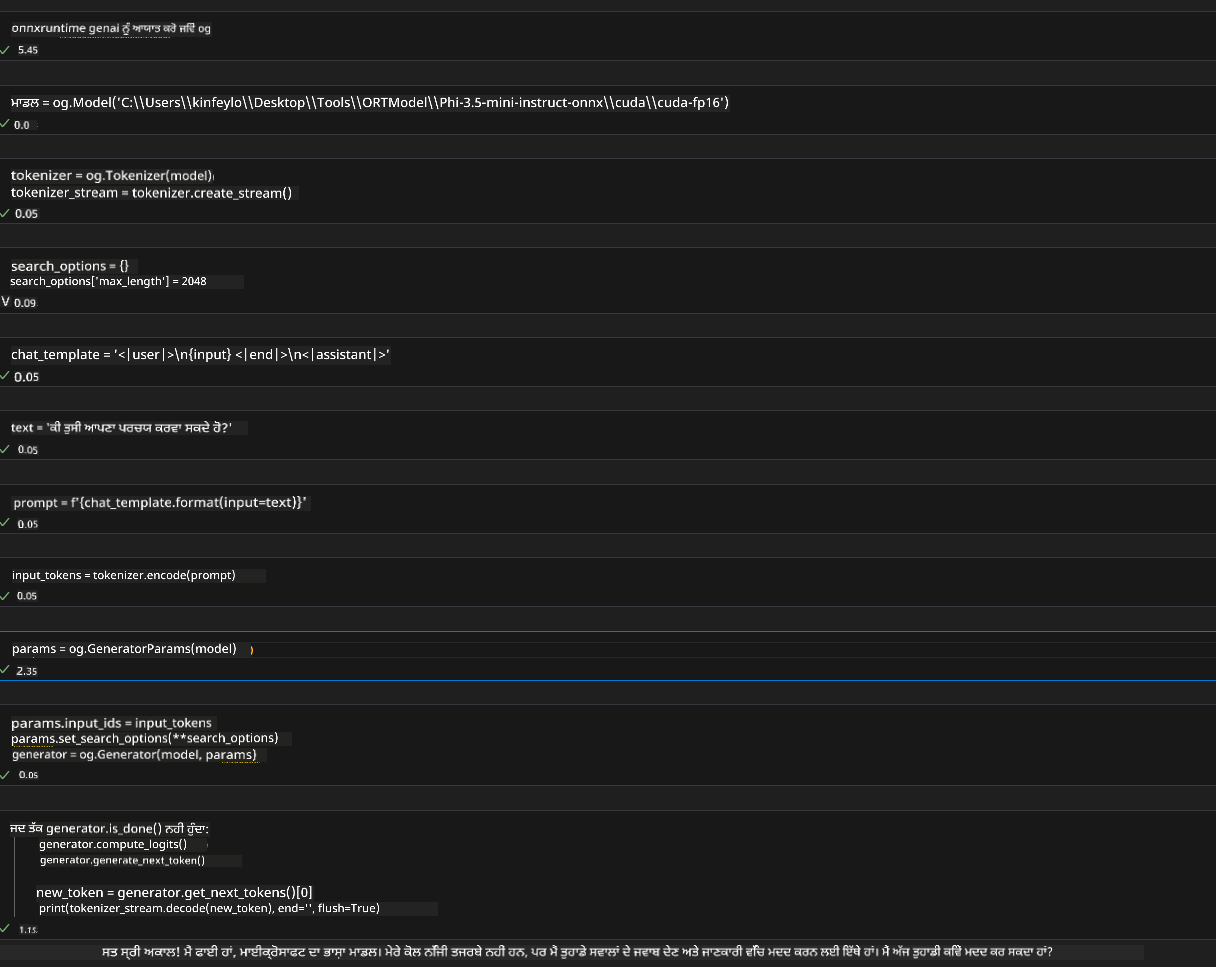 onnxruntime genai ਨੂੰ ਆਯਾਤ ਕਰੋ ਜਵਿੰ og
5.45
ਮਾਡਲ = og.Model('C:\\Users\\kinfeylo\\Desktop\\Tools\\ORTModel\\Phi-3.5-mini-instruct-onnx\\cuda\\cuda-fp16')
0.0
tokenizer = og.Tokenizer(model)
tokenizer_stream = tokenizer.create_stream()
0.05
search_options = {}
search_options['max_length'] = 2048
V 0.09
chat_template = '<|user|>\n{input} <|end|>\n<|assistant|>'
0.05
text = 'ਕੀ ਤੁਸੀ ਆਪਣਾ ਪਰਚਯ ਕਰਵਾ ਸਕਦੇ ਹੋ?'
0.05
prompt = f'{chat_template.format(input=text)}'
0.05
input_tokens = tokenizer.encode(prompt)
0.05
params = og.GeneratorParams(model) )
2.35
params.input_ids = input_tokens
params.set_search_options(**search_options)
generator = og.Generator(model, params)
0.05
ਜਦ ਤੱਕ generator.is_done() ਨਹੀ ਹੁੰਦਾ:
generator.compute_logits()
generator.generate_next_token()
new_token = generator.get_next_tokens()[0]
print(tokenizer_stream.decode(new_token), end='', flush=True)
1.15
ਸਤ ਸ੍ਰੀ ਅਕਾਲ! ਮੈ ਫਾਈ ਹਾਂ, ਮਾਈਕ੍ਰੋਸਾਫਟ ਦਾ ਭਾਸ਼ਾ ਮਾਡਲ। ਮੇਰੇ ਕੋਲ ਤਜਰਬੇ ਨਹੀ ਹਨ, ਪਰ ਮੈ ਤੁਹਾਡੇ ਸਵਾਲਾਂ ਦੇ ਜਵਾਬ ਦੇਣ ਅਤੇ ਜਾਣਕਾਰੀ ਵੱਚਿ ਮਦਦ ਕਰਨ ਲਈ ਇੱਥੇ ਹਾਂ। ਮੈਂ ਅੱਜ ਤੁਹਾਡੀ ਕਵਿੰ ਮਦਦ ਕਰ ਸਕਦਾ ਹਾਂ?